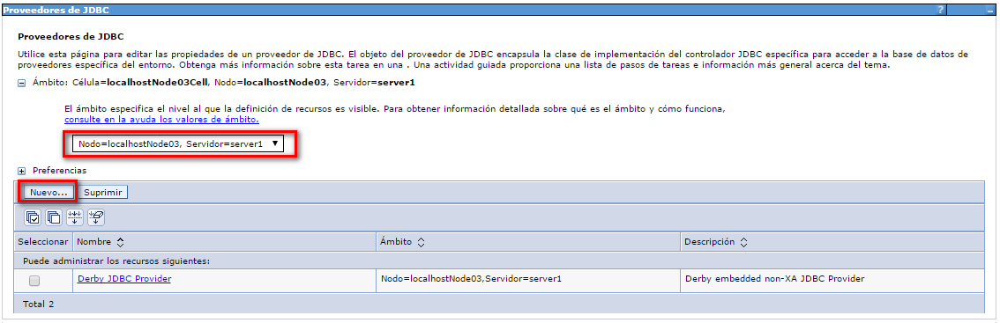 Proveedores de JDBC ? –
Proveedores de JDBC
Utilice esta página para editar las propiedades de un proveedor de JDBC. El objeto del proveedor de JDBC encapsula la clase de implementación del controlador JDBC específica para acceder a la base de datos de
proveedores específica del entorno. Obtenga más información sobre esta tarea en una . Una actividad guiada proporciona una lista de pasos de tareas e información más general acerca del tema.
Ámbito: Célula=localhostNode03Cell, Nodo=localhostNode03, Servidor=server1
El ámbito especifica el nivel al que la definición de recursos es visible. Para obtener información detallada sobre qué es el ámbito y cómo funciona,
consulte en la ayuda los valores de ámbito.
Nodo=localhostNode03, Servidor=server1
Preferencias
Nuevo... Suprimir
Seleccionar Nombre Ámbito Descripción
Puede administrar los recursos siguientes:
Derby JDBC Provider Nodo=localhostNode03,Servidor=server1 Derby embedded non-XA JDBC Provider
Total 2